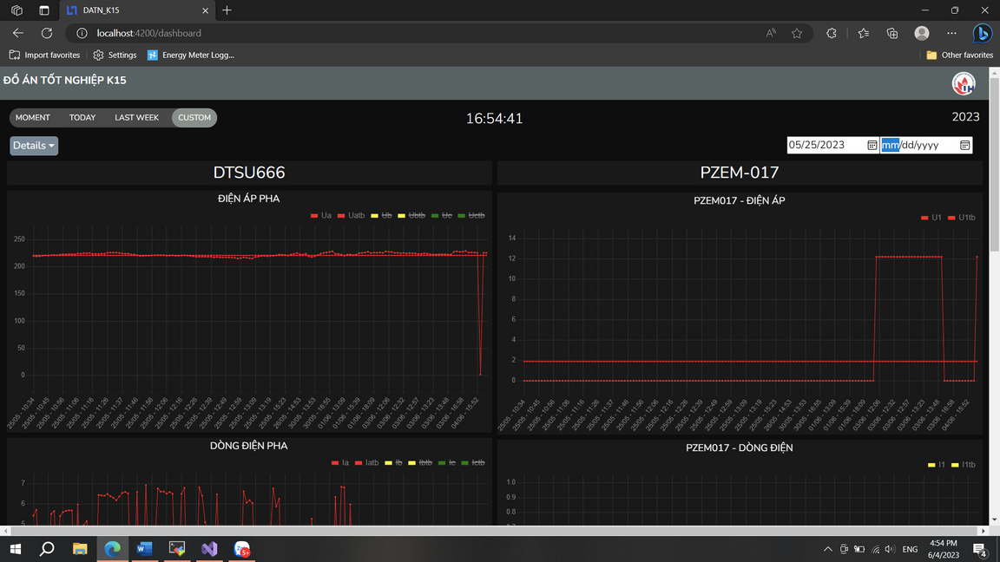 DATN_K15
localhost:4200/dashboard
Import favorites Settings Energy Meter Logg... Other favorites
ĐỒ ÁN TỐT NGHIỆP K15
MOMENT TODAY LAST WEEK CUSTOM 16:54:41 2023
Details 05/25/2023 mm/dd/yyyy
DTSU666 PZEM-017
ĐIỆN ÁP PHA
Ua Uatb Ub Ubtb Uc Uctb
250
200
150
100
50
0
25/05 - 10:34 25/05 - 10:45 25/05 - 10:56 25/05 - 11:06 25/05 - 11:16 25/05 - 11:26 25/05 - 11:37 25/05 - 11:46 25/05 - 11:56 25/05 - 12:06 25/05 - 12:16 25/05 - 12:26 25/05 - 12:39 25/05 - 12:49 25/05 - 12:59 25/05 - 13:09 25/05 - 13:19 25/05 - 15:23 25/05 - 14:53 30/05 - 13:53 30/05 - 16:55 01/06 - 13:09 01/06 - 15:39 01/06 - 18:09 03/06 - 12:06 03/06 - 12:32 03/06 - 12:57 03/06 - 13:23 03/06 - 13:48 03/06 - 16:58 04/06 - 15:52
PZEM017 - ĐIỆN ÁP
U1 U1tb
14
12
10
8
6
4
2
0
25/05 - 10:34 25/05 - 10:45 25/05 - 10:56 25/05 - 11:06 25/05 - 11:16 25/05 - 11:26 25/05 - 11:37 25/05 - 11:46 25/05 - 11:56 25/05 - 12:06 25/05 - 12:16 25/05 - 12:26 25/05 - 12:39 25/05 - 12:49 25/05 - 12:59 25/05 - 13:09 25/05 - 13:19 25/05 - 15:23 25/05 - 14:53 30/05 - 13:53 30/05 - 16:55 01/06 - 13:09 01/06 - 15:39 01/06 - 18:09 03/06 - 12:06 03/06 - 12:32 03/06 - 12:57 03/06 - 13:23 03/06 - 13:48 03/06 - 16:58 04/06 - 15:52
DÒNG ĐIỆN PHA
Ia Iatb Ib Ibtb Ic Ictb
7
6
5
PZEM017 - DÒNG ĐIỆN
I1 I1tb
1.0
0.9
0.8
ENG
4:54 PM
6/4/2023
4